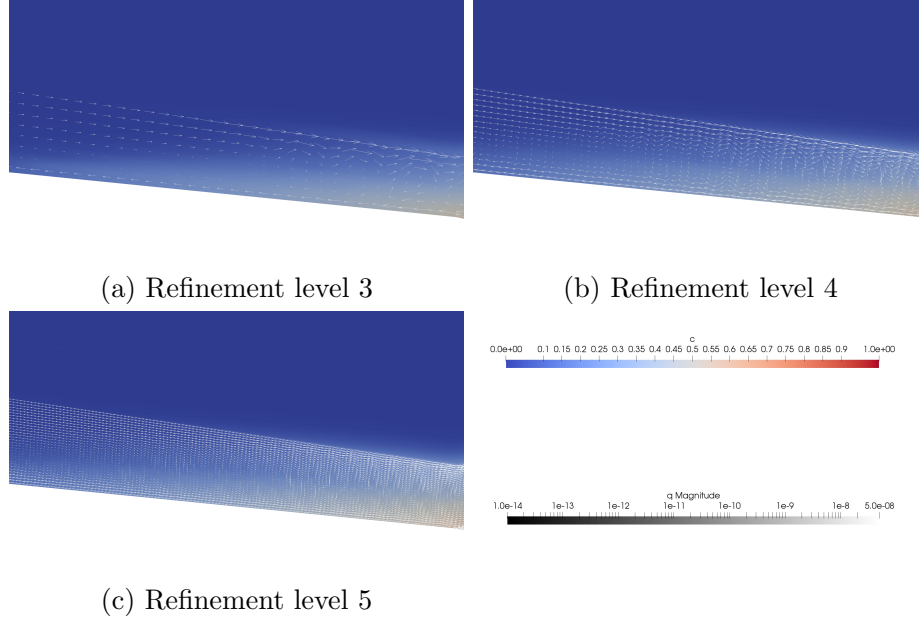 (a) Refinement level 3
(b) Refinement level 4
c
0.0e+00 0.1 0.15 0.2 0.25 0.3 0.35 0.4 0.45 0.5 0.55 0.6 0.65 0.7 0.75 0.8 0.85 0.9 1.0e+00
q Magnitude
1.0e-14 1e-13 1e-12 1e-11 1e-10 1e-9 1e-8 5.0e-08
(c) Refinement level 5